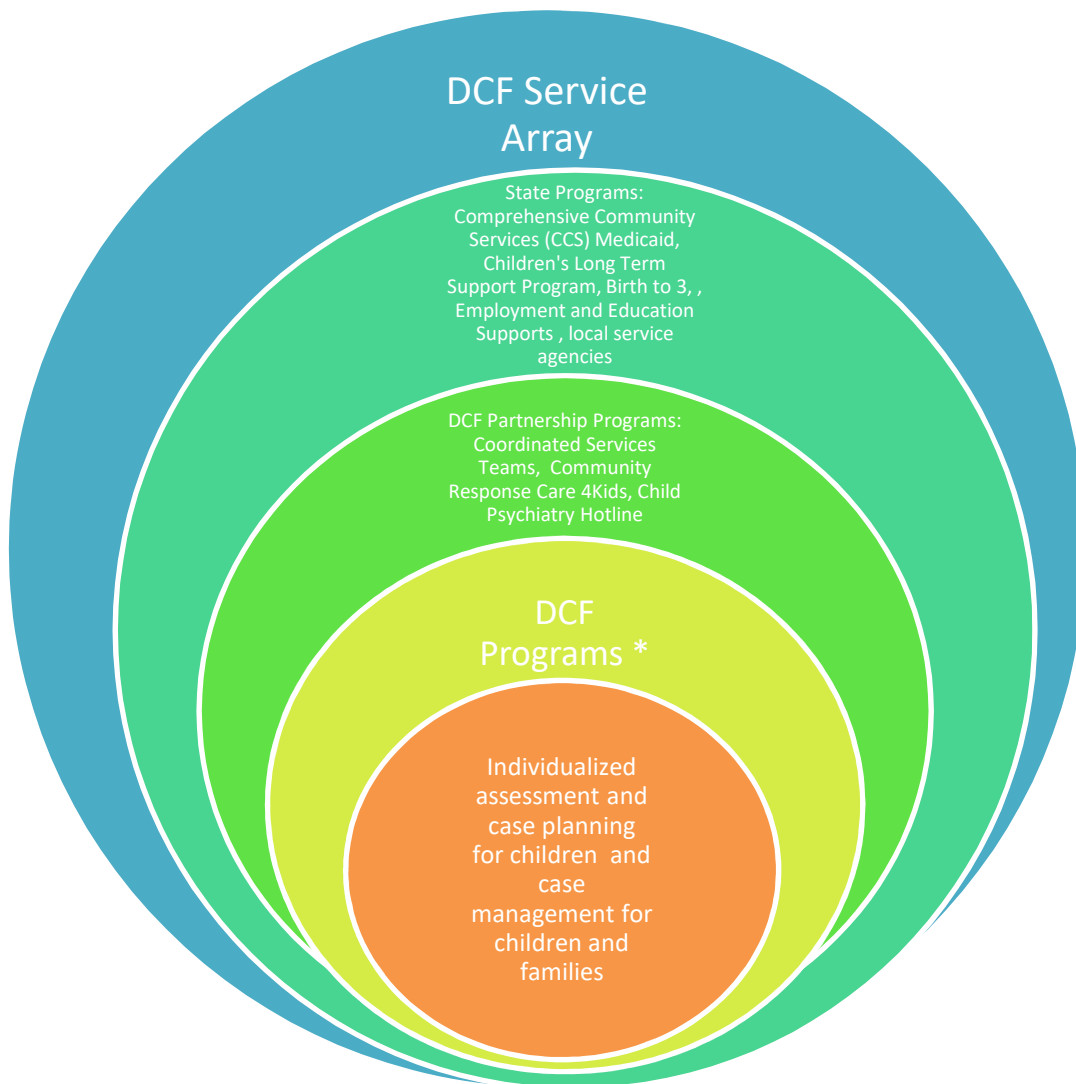 DCF Service
Array
State Programs:
Comprehensive Community
Services (CCS) Medicaid,
Children's Long Term
Support Program, Birth to 3, ,
Employment and Education
Supports , local service
agencies
DCF Partnership Programs:
Coordinated Services
Teams,  Community
Response Care 4Kids, Child
Psychiatry Hotline
DCF
Programs *
Individualized
assessment and
case planning
for children  and
case
management for
children and
families